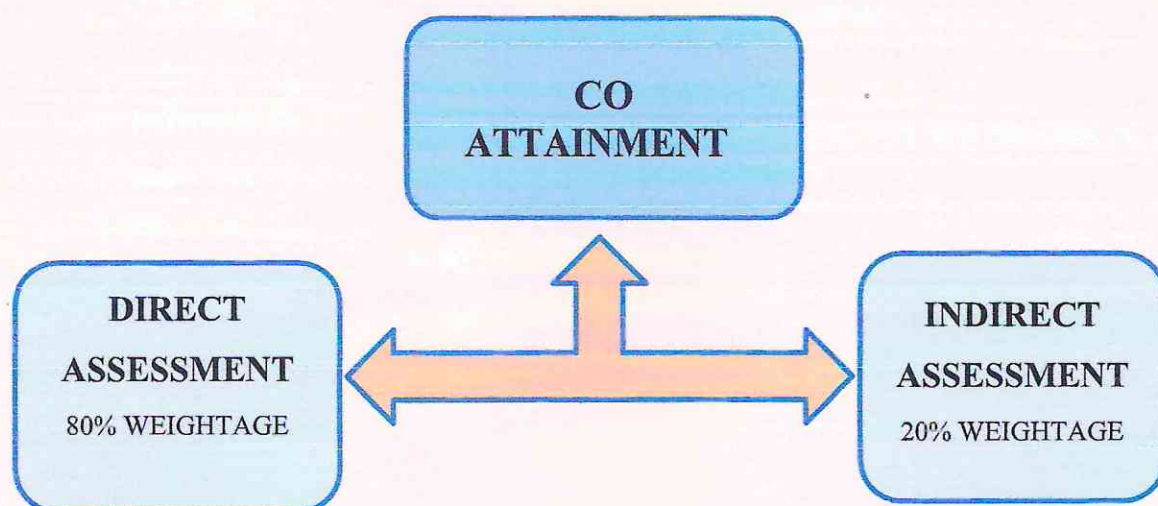 CO
ATTAINMENT
DIRECT
ASSESSMENT
80% WEIGHTAGE
INDIRECT
ASSESSMENT
20% WEIGHTAGE